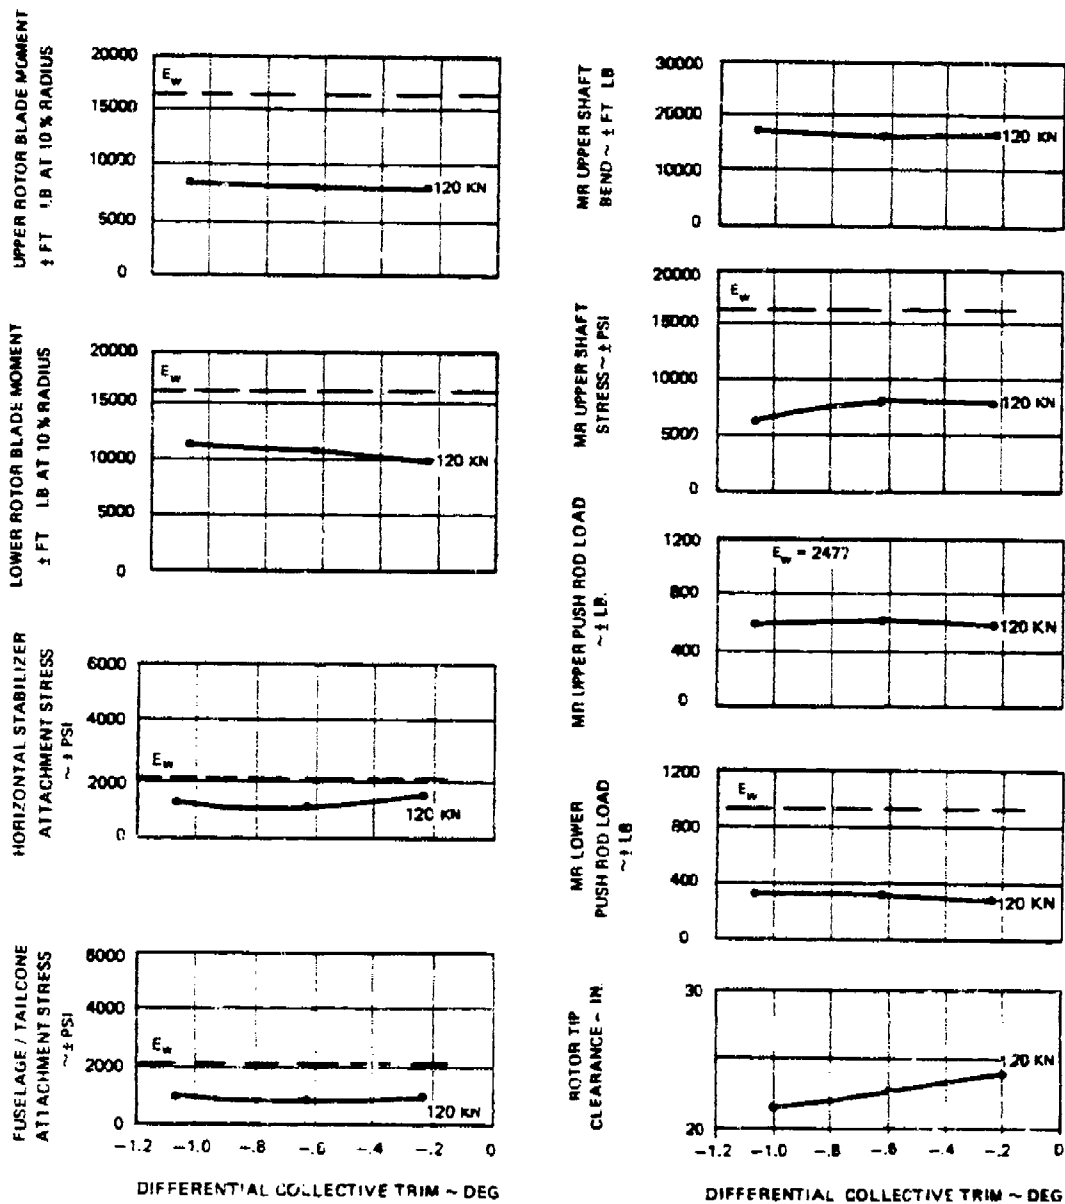 UPPER ROTOR BLADE MOMENT
± FT LB AT 10 % RADIUS
20000
15000
10000
5000
0
Ew
120 KN
LOWER ROTOR BLADE MOMENT
± FT LB AT 10 % RADIUS
20000
15000
10000
5000
0
Ew
120 KN
HORIZONTAL STABILIZER
ATTACHMENT STRESS
~ ± PSI
6000
4000
2000
0
Ew
120 KN
FUSELAGE / TAILCONE
ATTACHMENT STRESS
~ ± PSI
6000
4000
2000
0
Ew
120 KN
-1.2 -1.0 -.8 -.6 -.4 -.2 0
DIFFERENTIAL COLLECTIVE TRIM ~ DEG
MR UPPER SHAFT
BEND ~ ± FT LB
30000
20000
10000
0
120 KN
MR UPPER SHAFT
STRESS ~ ± PSI
20000
15000
10000
5000
0
Ew
120 KN
MR UPPER PUSH ROD LOAD
~ ± LB.
1200
800
400
0
Ew = 2477
120 KN
MR LOWER
PUSH ROD LOAD
~ ± LB
1200
800
400
0
Ew
120 KN
ROTOR TIP
CLEARANCE ~ IN.
30
20
120 KN
-1.2 -1.0 -.8 -.6 -.4 -.2 0
DIFFERENTIAL COLLECTIVE TRIM ~ DEG